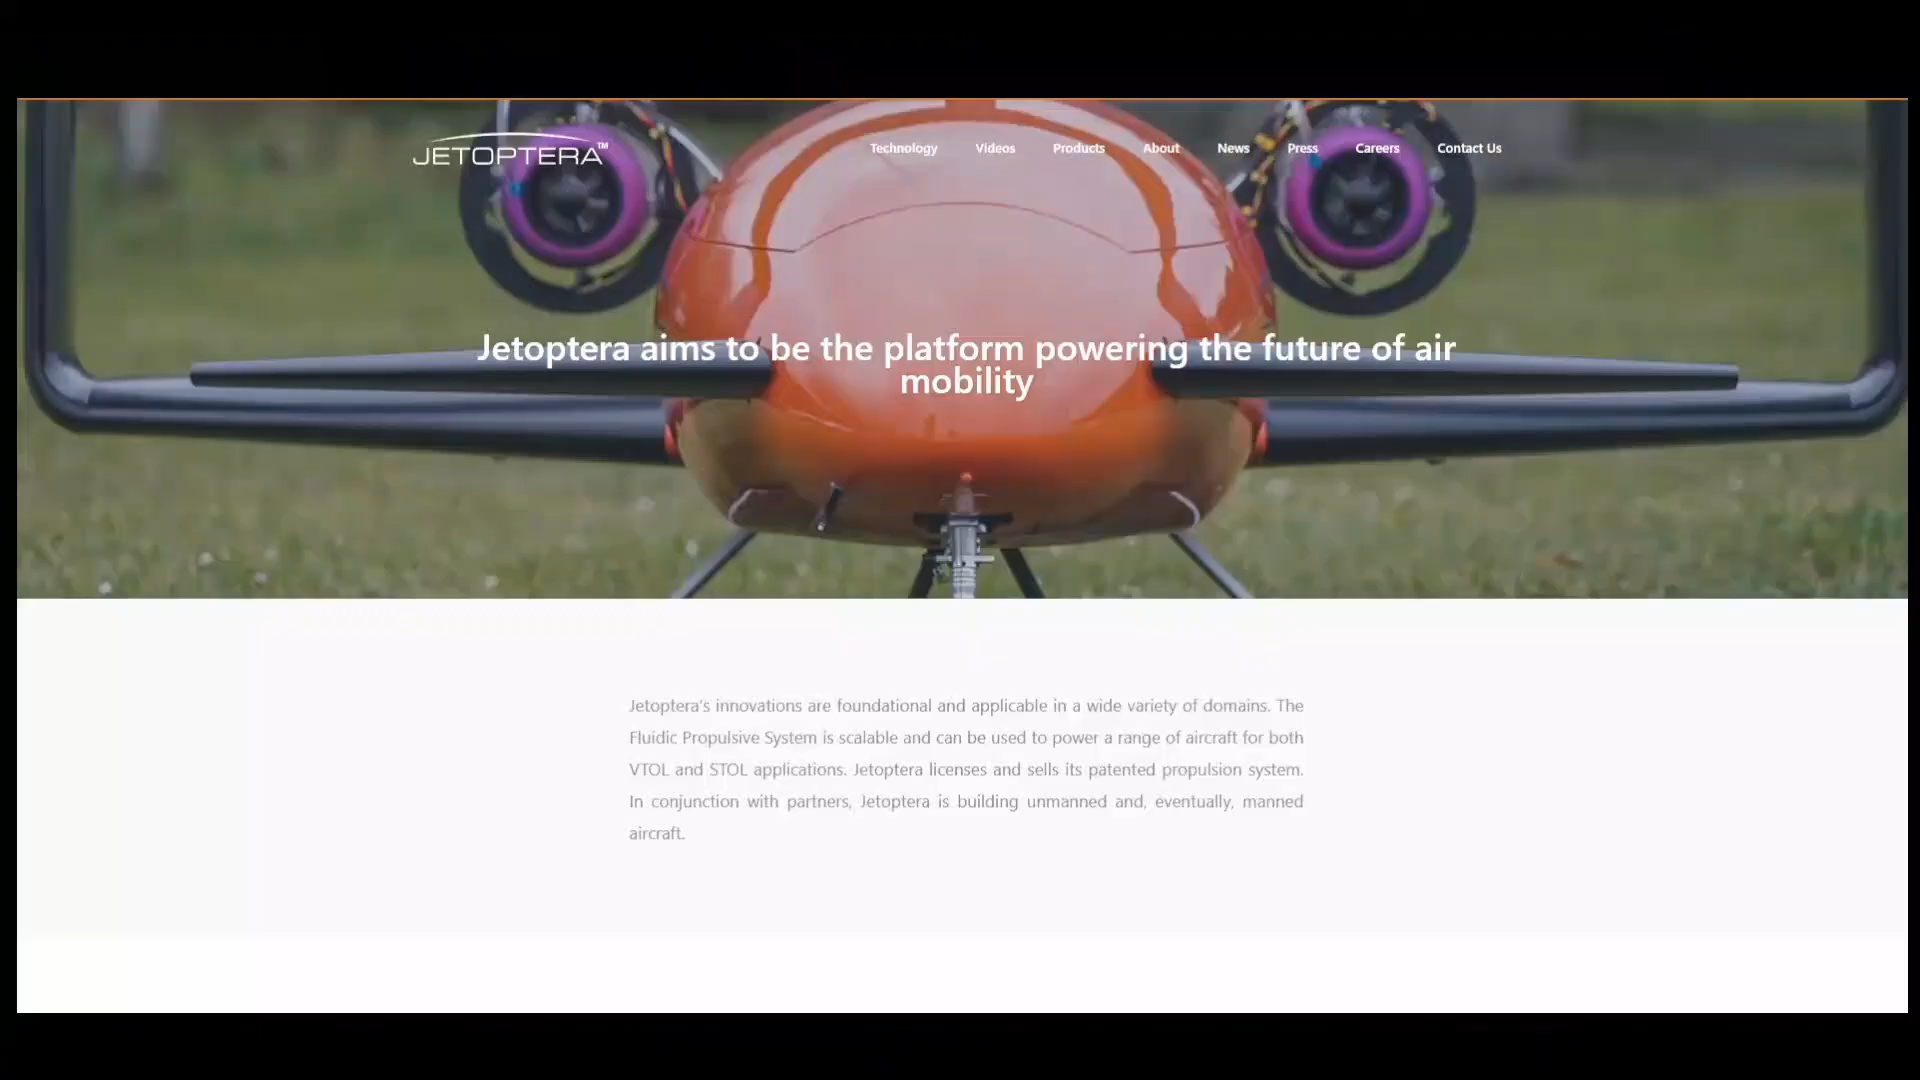 JETOPTERA™
Technology Videos Products About News Press Careers Contact Us
Jetoptera aims to be the platform powering the future of air
mobility
Jetoptera's innovations are foundational and applicable in a wide variety of domains. The
Fluidic Propulsive System is scalable and can be used to power a range of aircraft for both
VTOL and STOL applications. Jetoptera licenses and sells its patented propulsion system.
In conjunction with partners, Jetoptera is building unmanned and, eventually, manned
aircraft.